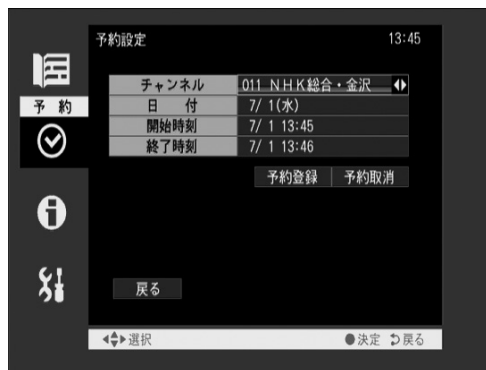 予約設定 13:45
予 約
チャンネル 011 NHK総合・金沢
日 付 7/ 1(水)
開始時刻 7/ 1 13:45
終了時刻 7/ 1 13:46
予約登録 予約取消
戻る
選択 ●決定 戻る